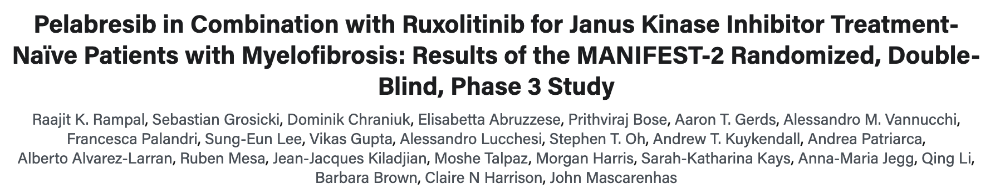 Pelabresib in Combination with Ruxolitinib for Janus Kinase Inhibitor Treatment-
Naïve Patients with Myelofibrosis: Results of the MANIFEST-2 Randomized, Double-
Blind, Phase 3 Study
Raajit K. Rampal, Sebastian Grosicki, Dominik Chraniuk, Elisabetta Abruzzese, Prithviraj Bose, Aaron T. Gerds, Alessandro M. Vannucchi,
Francesca Palandri, Sung-Eun Lee, Vikas Gupta, Alessandro Lucchesi, Stephen T. Oh, Andrew T. Kuykendall, Andrea Patriarca,
Alberto Alvarez-Larran, Ruben Mesa, Jean-Jacques Kiladjian, Moshe Talpaz, Morgan Harris, Sarah-Katharina Kays, Anna-Maria Jegg, Qing Li,
Barbara Brown, Claire N Harrison, John Mascarenhas